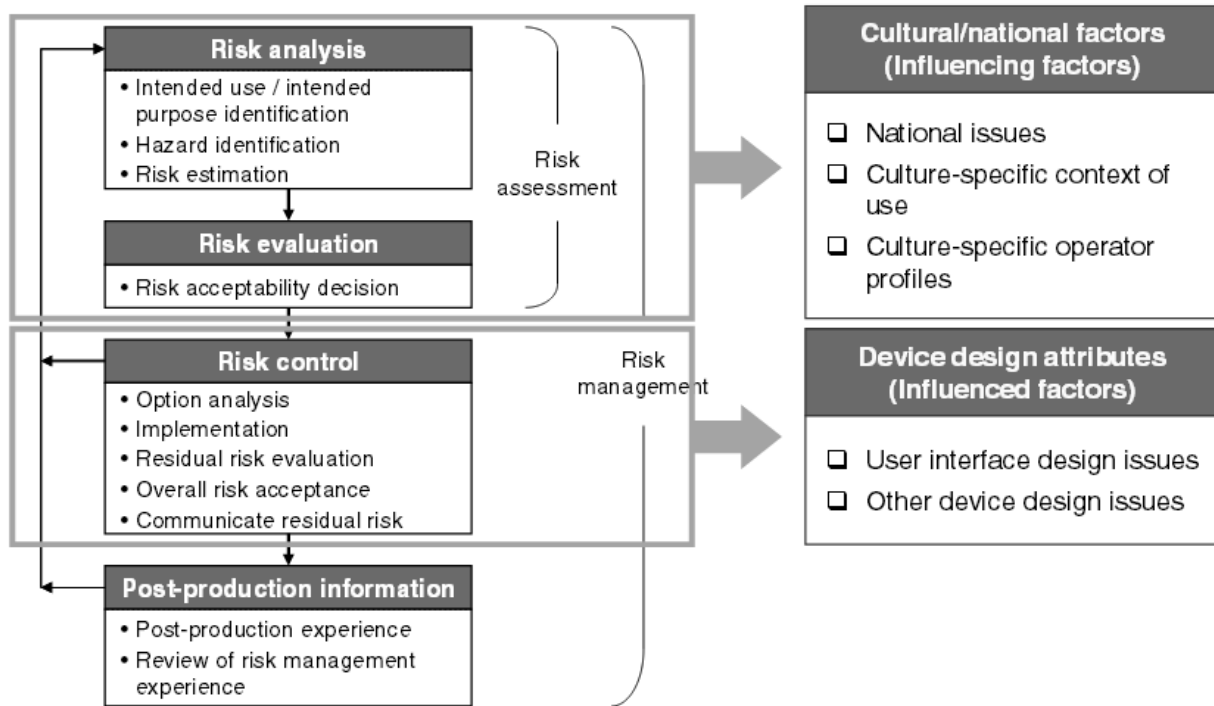 Risk analysis
• Intended use / intended
purpose identification
• Hazard identification
• Risk estimation
Risk evaluation
• Risk acceptability decision
Risk
assessment
Risk control
• Option analysis
• Implementation
• Residual risk evaluation
• Overall risk acceptance
• Communicate residual risk
Risk
management
Post-production information
• Post-production experience
• Review of risk management
experience
Cultural/national factors
(Influencing factors)
❑ National issues
❑ Culture-specific context of
use
❑ Culture-specific operator
profiles
Device design attributes
(Influenced factors)
❑ User interface design issues
❑ Other device design issues